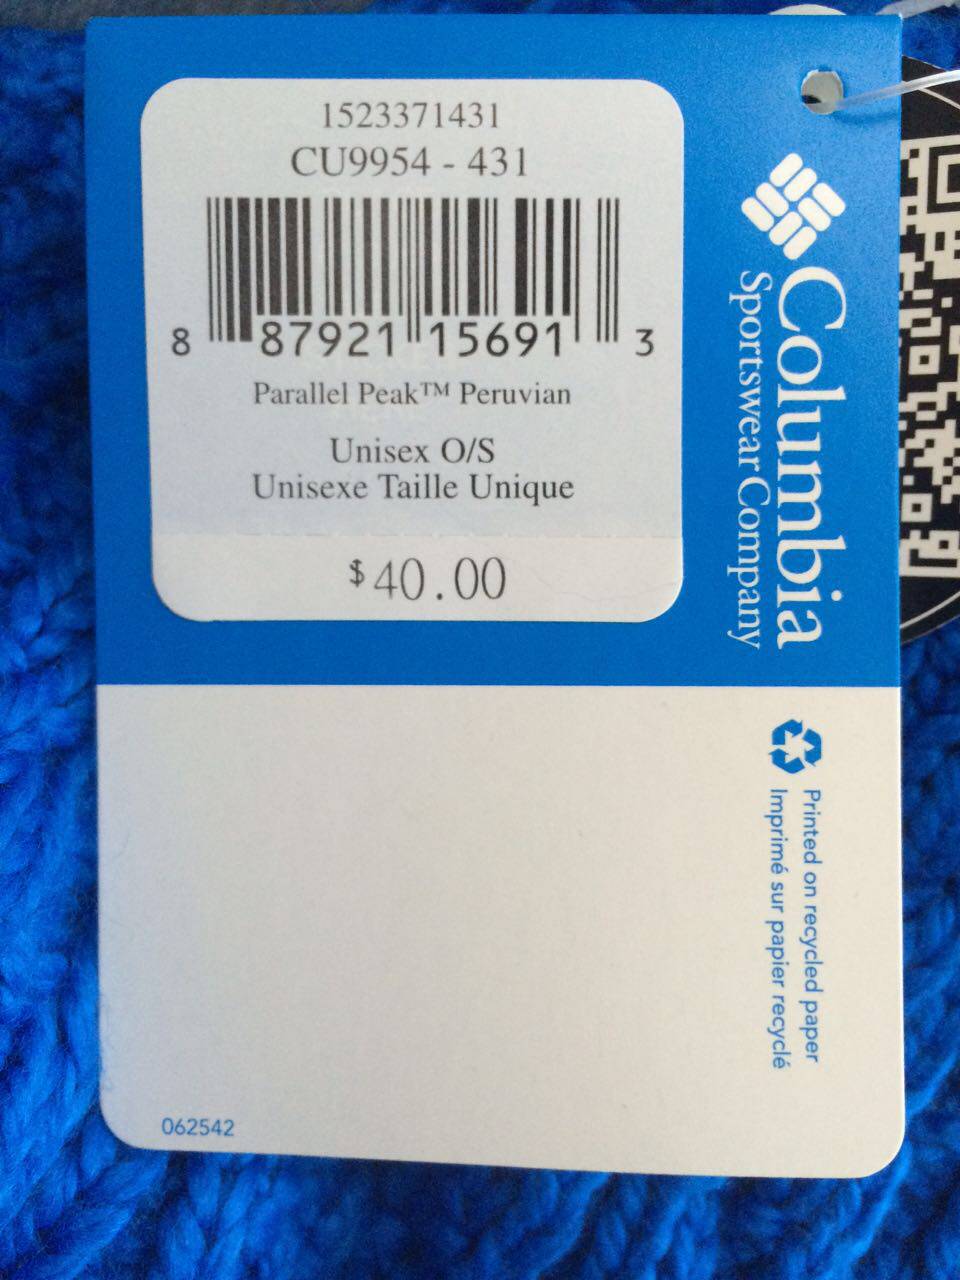 1523371431
CU9954 - 431
8 87921 15691 3
Parallel Peak™ Peruvian
Unisex O/S
Unisexe Taille Unique
$40.00
Columbia
Sportswear Company
Printed on recycled paper
Imprimé sur papier recyclé
062542